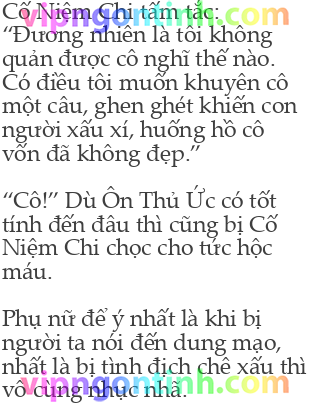 Cố Niệm Chi tấm tắc:
“Đương nhiên là tôi không
quản được cô nghĩ thế nào.
Có điều tôi muốn khuyên cô
một câu, ghen ghét khiến con
người xấu xí, huống hồ cô
vốn đã không đẹp.”
“Cô!” Dù Ôn Thủ Ức có tốt
tính đến đâu thì cũng bị Cố
Niệm Chi chọc cho tức hộc
máu.
Phụ nữ để ý nhất là khi bị
người ta nói đến dung mạo,
nhất là bị tình địch chê xấu thì
vô cùng nhục nhã.
vipngontinh.com
vipngontinh.com